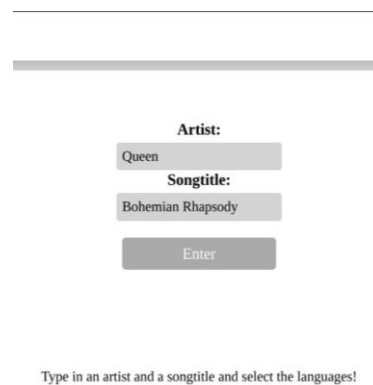 Artist:
Queen
Songtitle:
Bohemian Rhapsody
Enter
Type in an artist and a songtitle and select the languages!